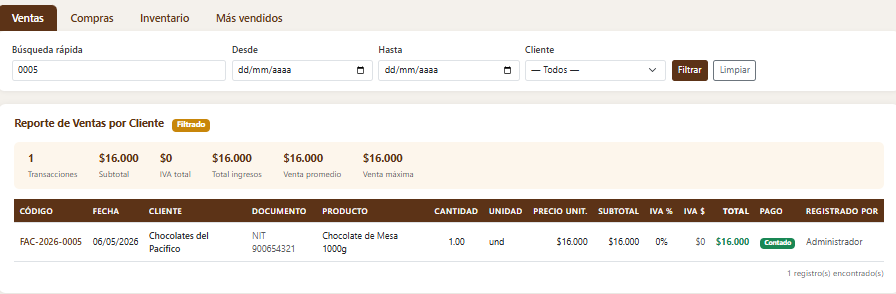 Ventas Compras Inventario Más vendidos
Búsqueda rápida Desde Hasta Cliente
0005 dd/mm/aaaa dd/mm/aaaa — Todos — Filtrar Limpiar
Reporte de Ventas por Cliente Filtrado
1 $16.000 $0 $16.000 $16.000 $16.000
Transacciones Subtotal IVA total Total ingresos Venta promedio Venta máxima
CÓDIGO FECHA CLIENTE DOCUMENTO PRODUCTO CANTIDAD UNIDAD PRECIO UNIT. SUBTOTAL IVA % IVA $ TOTAL PAGO REGISTRADO POR
FAC-2026-0005 06/05/2026 Chocolates del Pacífico NIT 900654321 Chocolate de Mesa 1000g 1.00 und $16.000 $16.000 0% $0 $16.000 Contado Administrador
1 registro(s) encontrado(s)